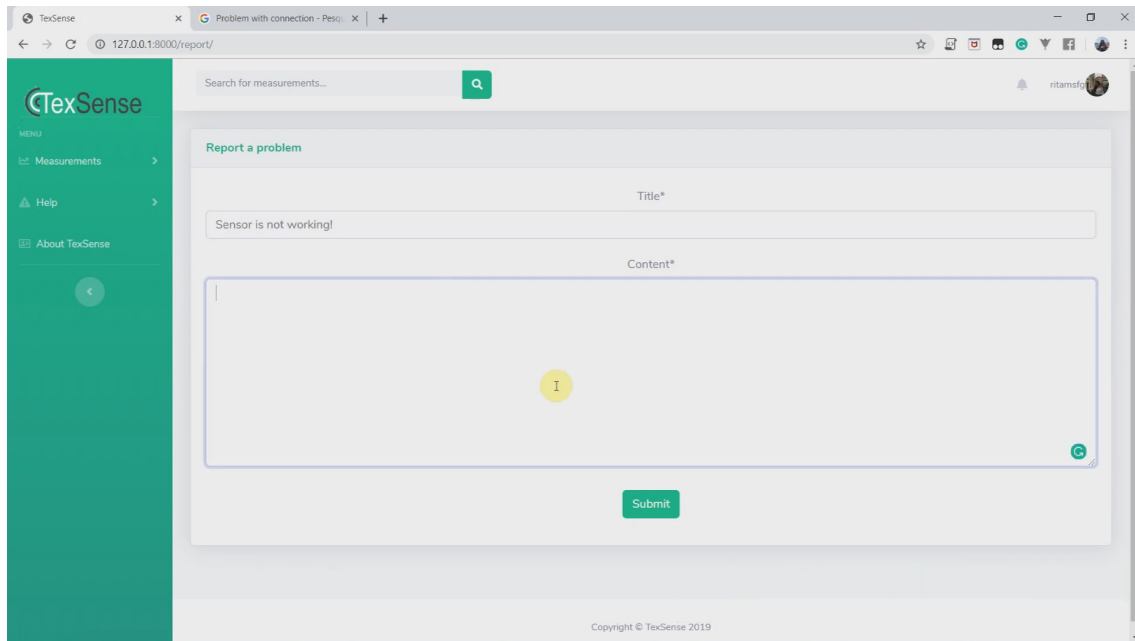 TexSense
Problem with connection - Pesq
127.0.0.1:8000/report/
TexSense
Search for measurements...
ritamsfg
MENU
Measurements
Help
About TexSense
Report a problem
Title*
Sensor is not working!
Content*
Submit
Copyright © TexSense 2019